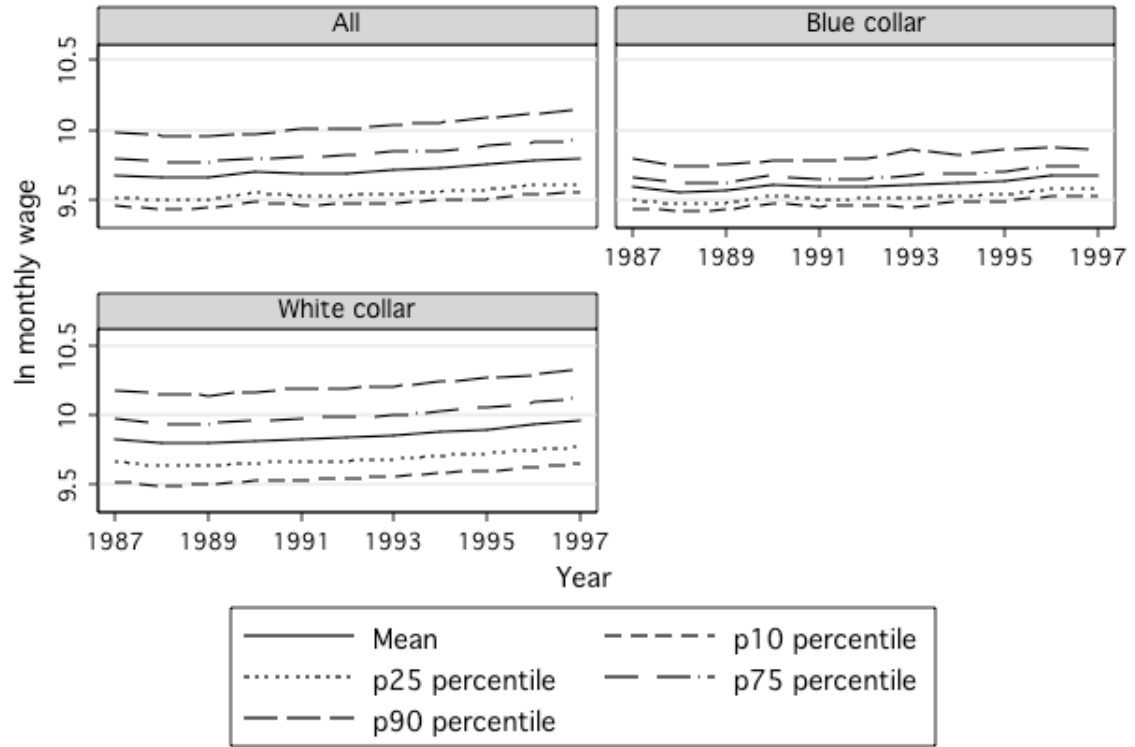 All
Blue collar
10.5
10
9.5
1987 1989 1991 1993 1995 1997
White collar
10.5
10
9.5
1987 1989 1991 1993 1995 1997
ln monthly wage
Year
Mean
p10 percentile
p25 percentile
p75 percentile
p90 percentile